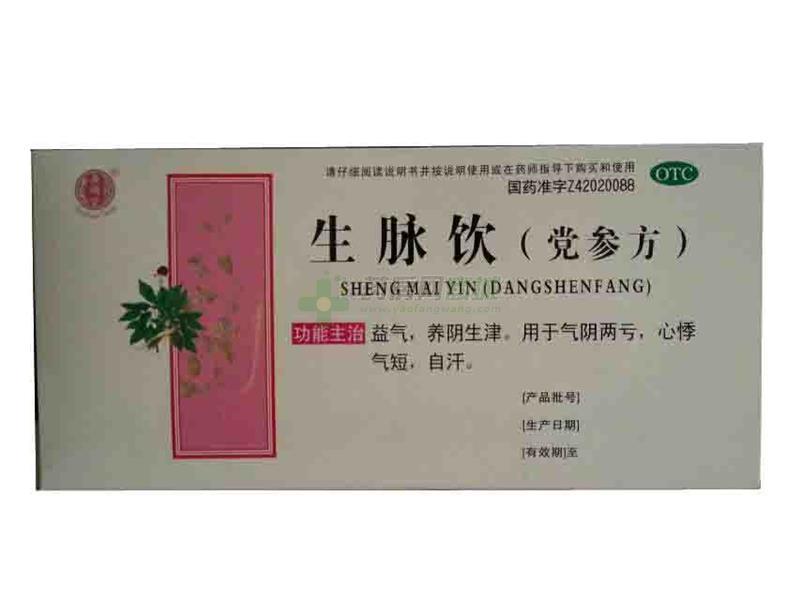 请仔细阅读说明书并按说明使用或在药师指导下购买和使用
OTC
国药准字Z42020088
生脉饮（党参方）
SHENG MAI YIN (DANGSHENFANG)
www.yaofangwang.com
功能主治 益气，养阴生津。用于气阴两亏，心悸
气短，自汗。
[产品批号]
[生产日期]
[有效期]至